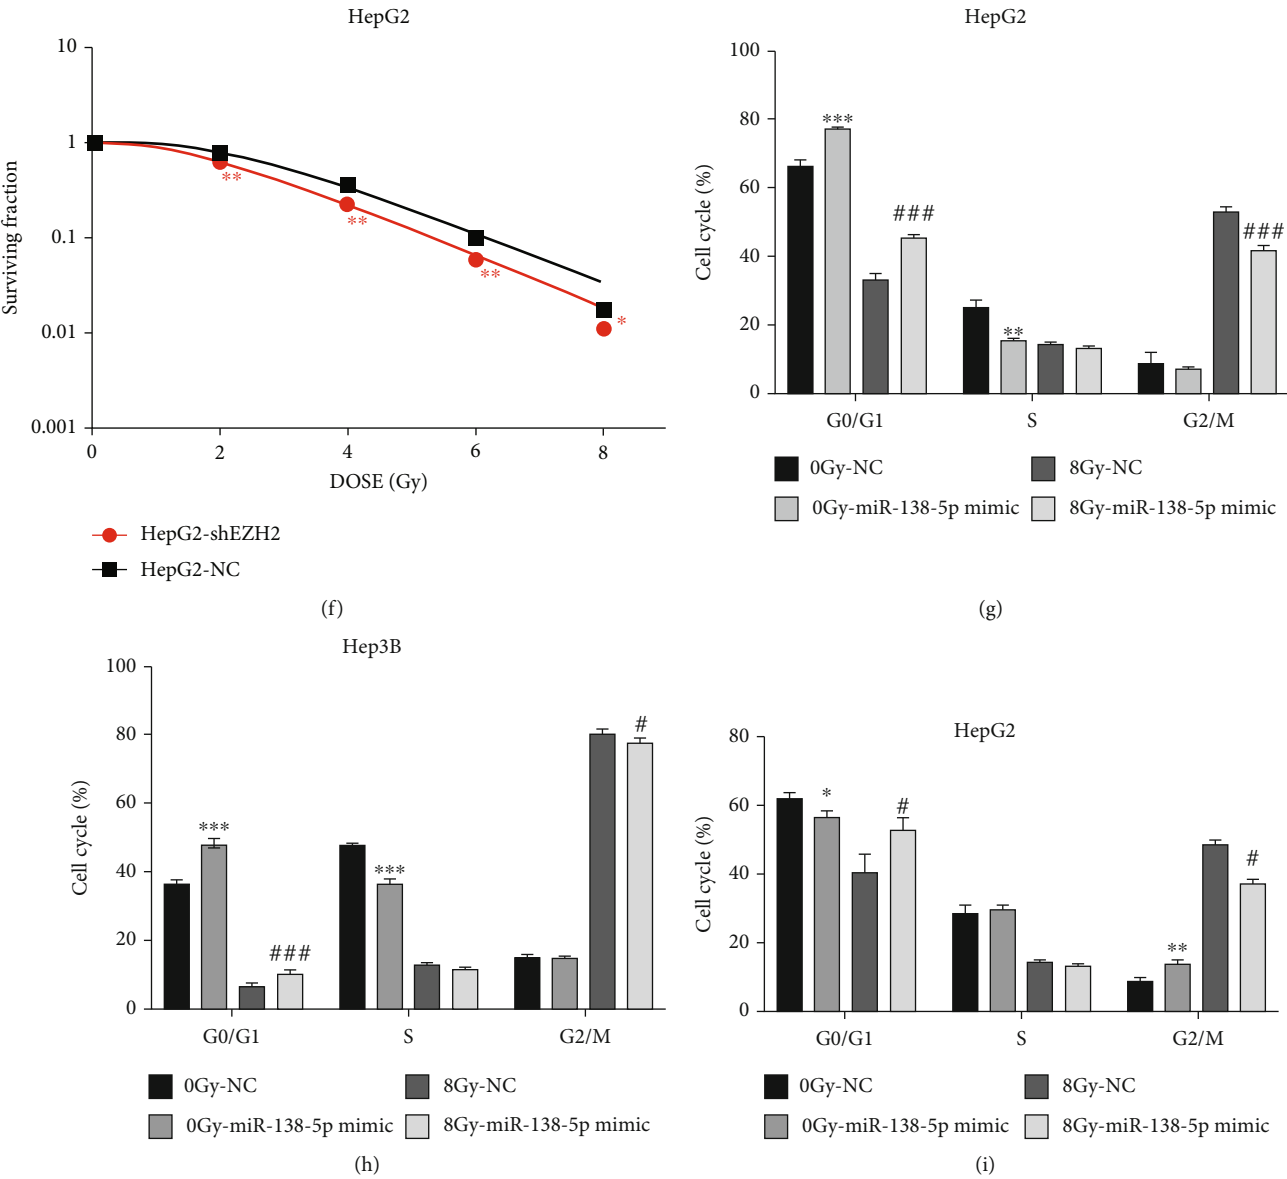 HepG2
10
1
0.1
0.01
0.001
Surviving fraction
**
**
**
*
0 2 4 6 8
DOSE (Gy)
HepG2-shEZH2
HepG2-NC
(f)
HepG2
100
80
60
40
20
0
Cell cycle (%)
***
###
**
###
G0/G1 S G2/M
0Gy-NC 8Gy-NC
0Gy-miR-138-5p mimic 8Gy-miR-138-5p mimic
(g)
Hep3B
100
80
60
40
20
0
Cell cycle (%)
***
###
***
#
G0/G1 S G2/M
0Gy-NC 8Gy-NC
0Gy-miR-138-5p mimic 8Gy-miR-138-5p mimic
(h)
HepG2
80
60
40
20
0
Cell cycle (%)
*
#
**
#
G0/G1 S G2/M
0Gy-NC 8Gy-NC
0Gy-miR-138-5p mimic 8Gy-miR-138-5p mimic
(i)